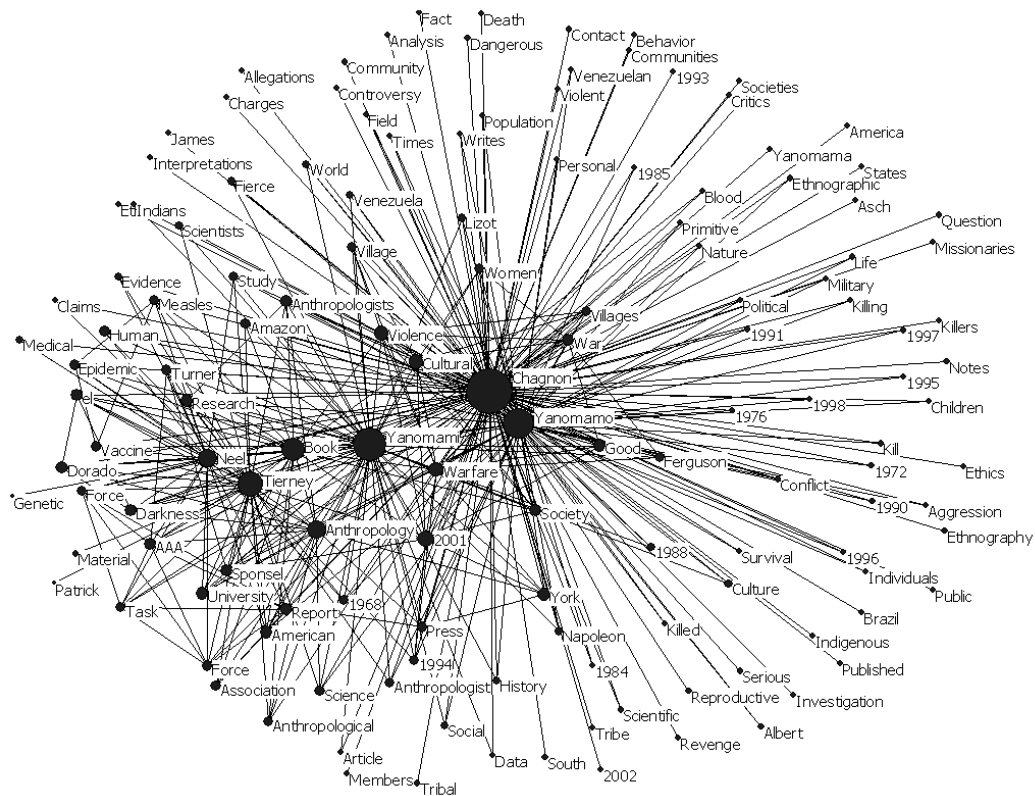 Fact
Death
Analysis
Dangerous
Contact
Behavior
Communities
Community
Venezuelan
1993
Allegations
Controversy
Violent
Societies
Critics
Charges
Field
Population
James
Times
Writes
America
Interpretations
World
Personal
1985
Yanomama
States
Fierce
Venezuela
Blood
Ethnographic
Asch
Indians
Scientists
Lizot
Primitive
Question
Village
Nature
Missionaries
Women
Life
Evidence
Study
Military
Claims
Measles
Anthropologists
Villages
Political
Killing
Human
Amazon
Violence
War
1991
1997
Killers
Medical
Epidemic
Turner
Cultural
Chagnon
Notes
1995
el
Research
Yanomamo
1976
1998
Children
Vaccine
Neel
Book
Yanomami
Good
Kill
Dorado
Tierney
Warfare
Ferguson
1972
Ethics
Genetic
Force
Conflict
Darkness
Society
1990
Aggression
Anthropology
2001
Ethnography
AAA
1988
Material
Survival
1996
Sponsel
Individuals
Patrick
University
1968
York
Culture
Public
Task
Report
American
Press
Napoleon
Killed
Brazil
Indigenous
Force
1994
1984
Serious
Published
Association
Science
Anthropologist
History
Reproductive
Investigation
Anthropological
Social
Scientific
Tribe
Revenge
Albert
Article
Data
South
Members
Tribal
2002